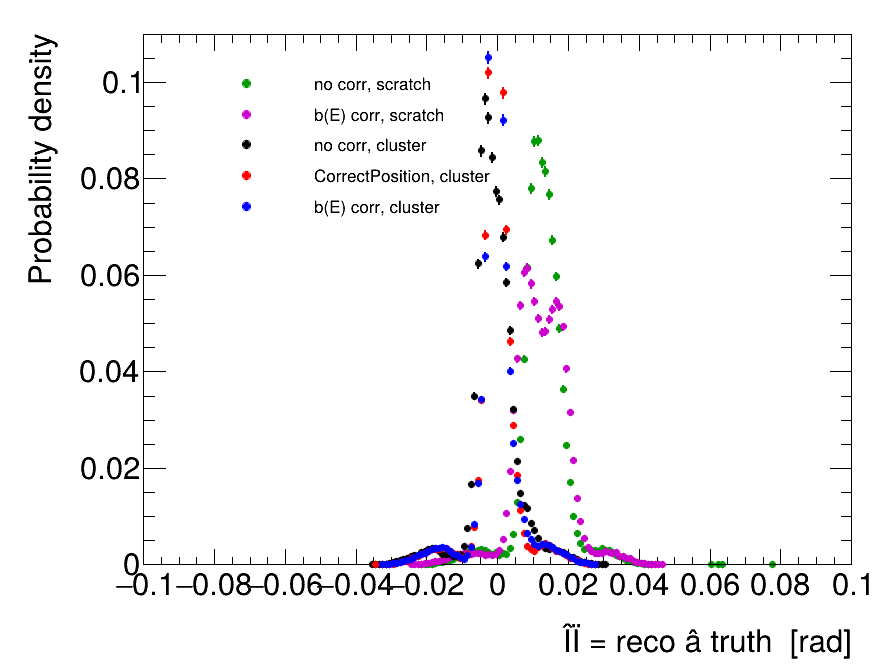 Probability density
0.1
0.08
0.06
0.04
0.02
0
no corr, scratch
b(E) corr, scratch
no corr, cluster
CorrectPosition, cluster
b(E) corr, cluster
−0.1 −0.08 −0.06 −0.04 −0.02 0 0.02 0.04 0.06 0.08 0.1
ÎÏ = reco â truth [rad]